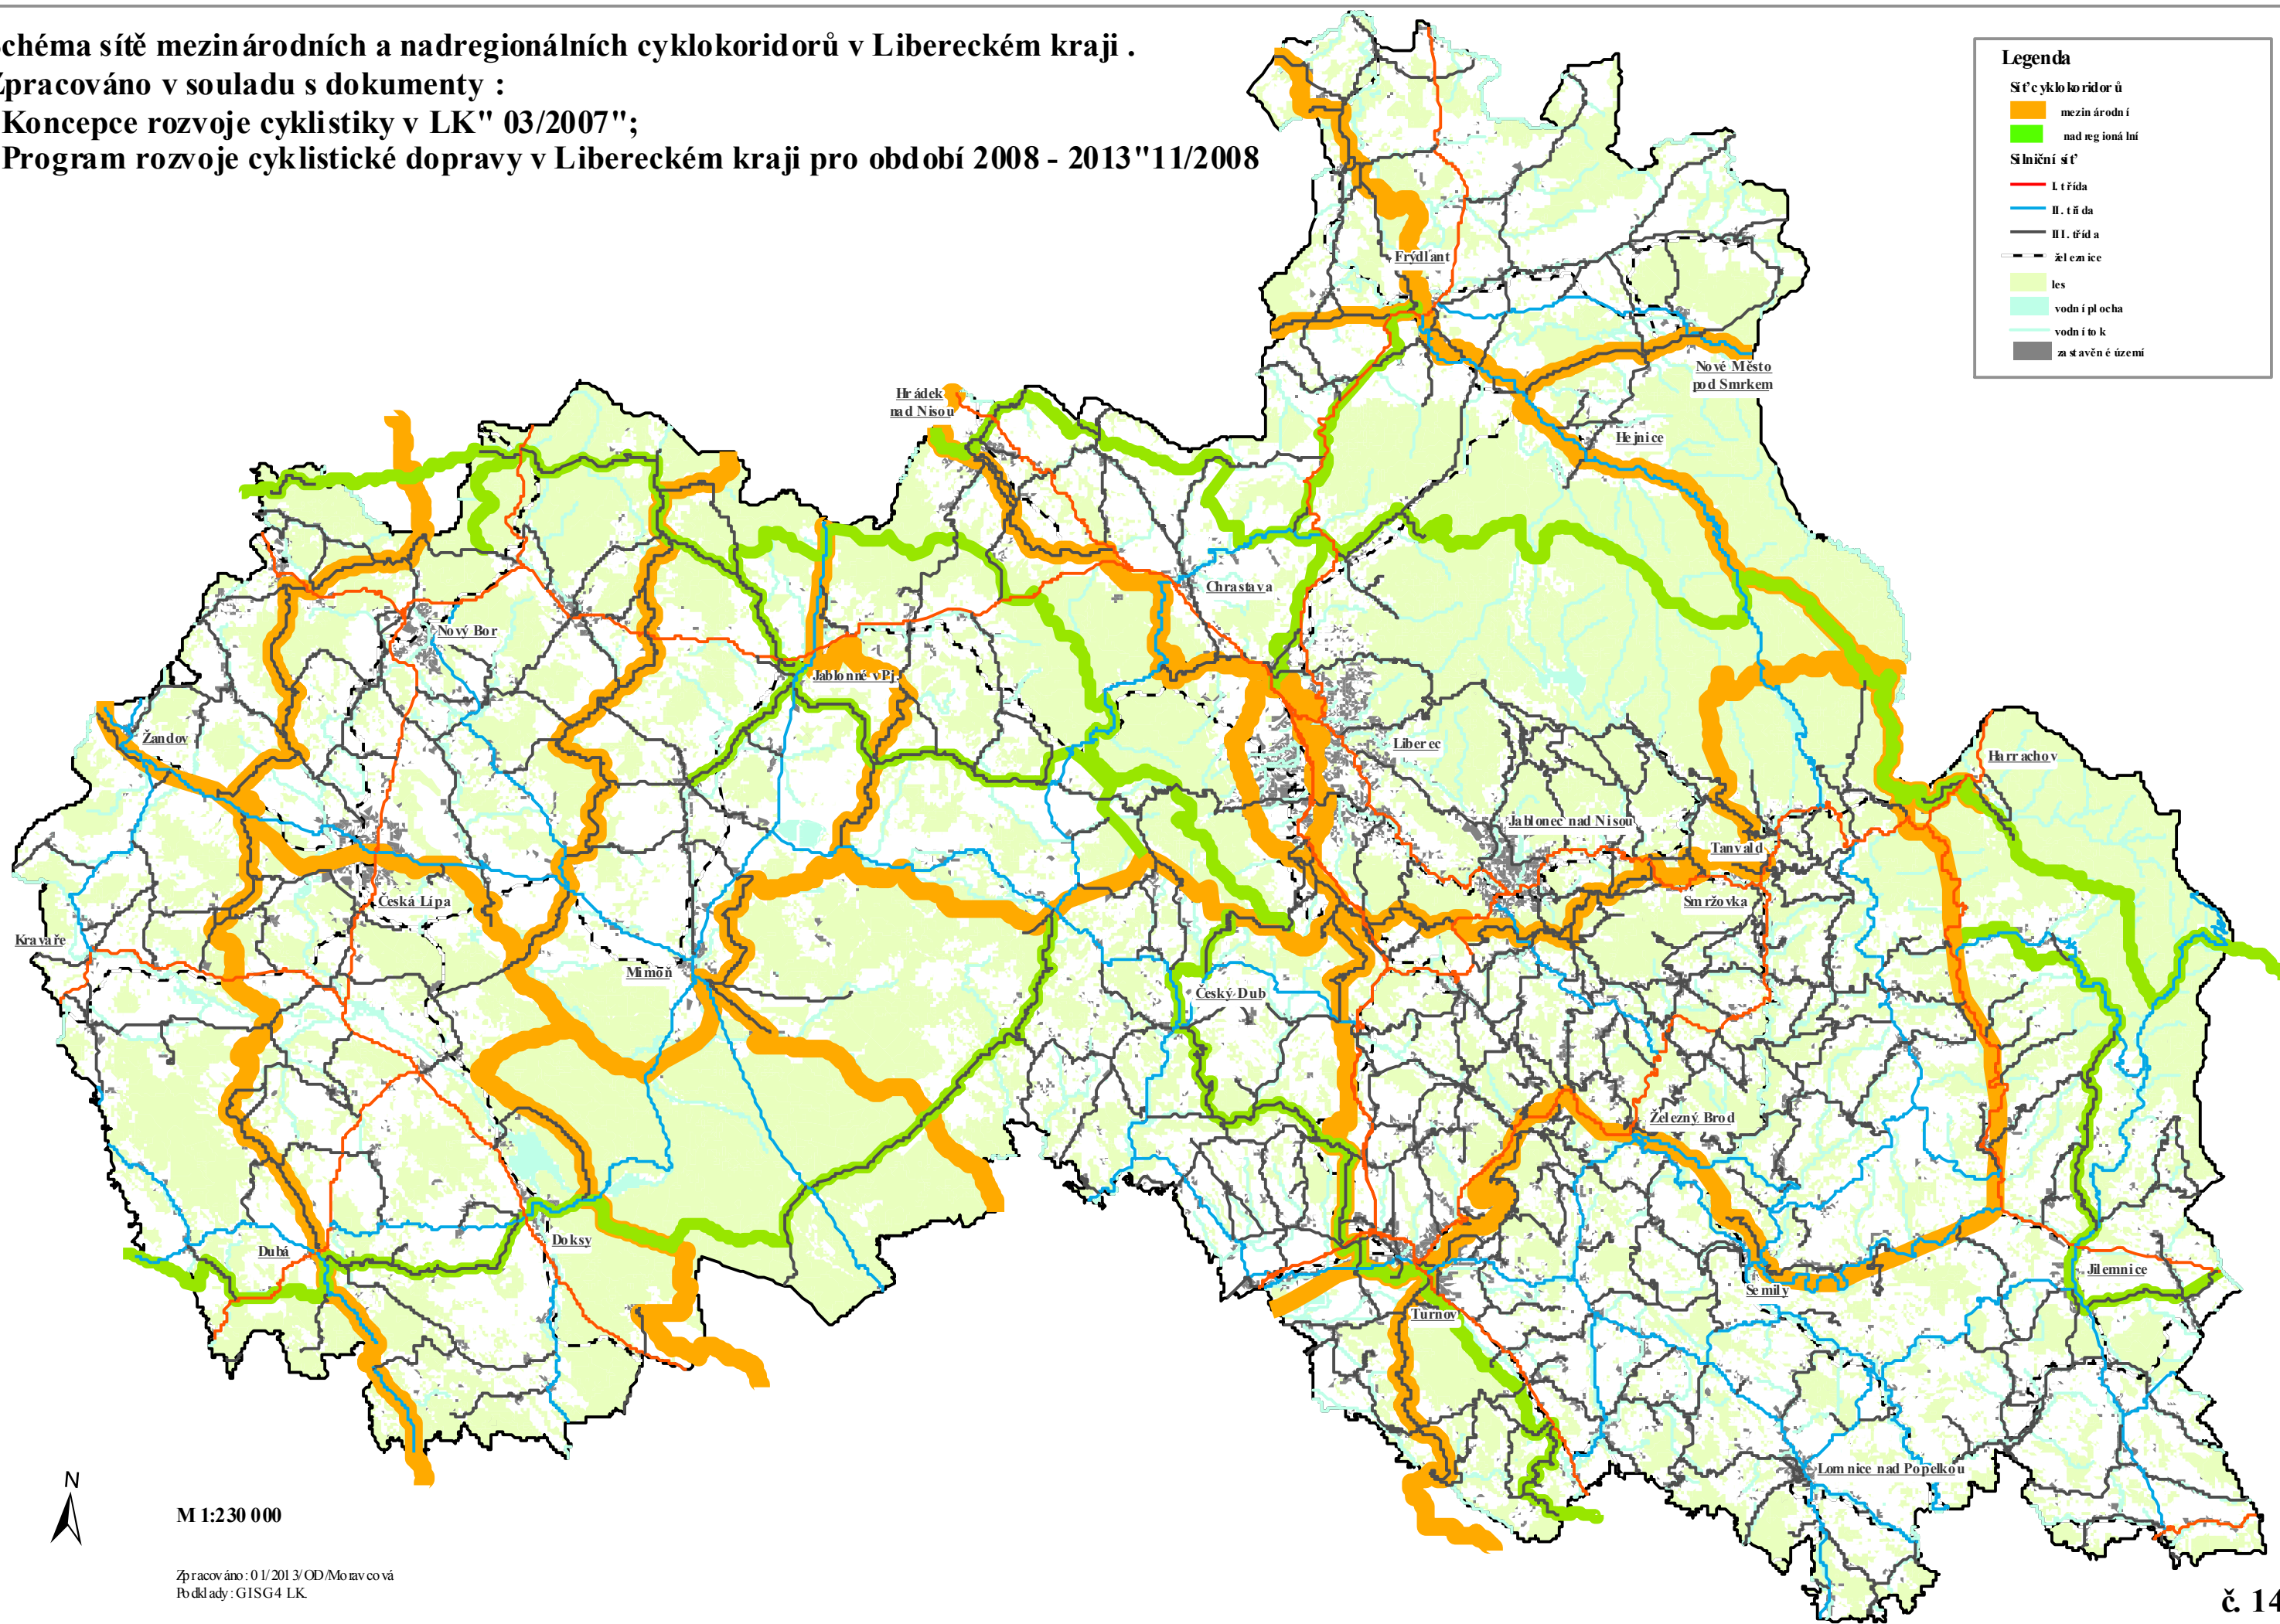 chéma sítě mezinárodních a nadregionálních cyklokoridorů v Libereckém kraji .
Zpracováno v souladu s dokumenty :
Koncepce rozvoje cyklistiky v LK" 03/2007";
Program rozvoje cyklistické dopravy v Libereckém kraji pro období 2008 - 2013"11/2008
Legenda
Síť cyklokoridorů
mezinárodní
nadregionální
Silniční síť
I. třída
II. třída
III. třída
železnice
les
vodní plocha
vodní tok
zastavěné území
Frýdlant
Nové Město
pod Smrkem
Hrádek
nad Nisou
Hejnice
Chrastava
Nový Bor
Jablonné v Pj.
Žandov
Liberec
Harrachov
Jablonec nad Nisou
Tanvald
Česká Lípa
Smržovka
Kravaře
Mimoň
Český Dub
Železný Brod
Dubá
Doksy
Jilemnice
Semily
Turnov
Lomnice nad Popelkou
N
M 1:230 000
Zpracováno: 01/2013/OD/Moravcová
Podklady: GISG4 LK
č. 14